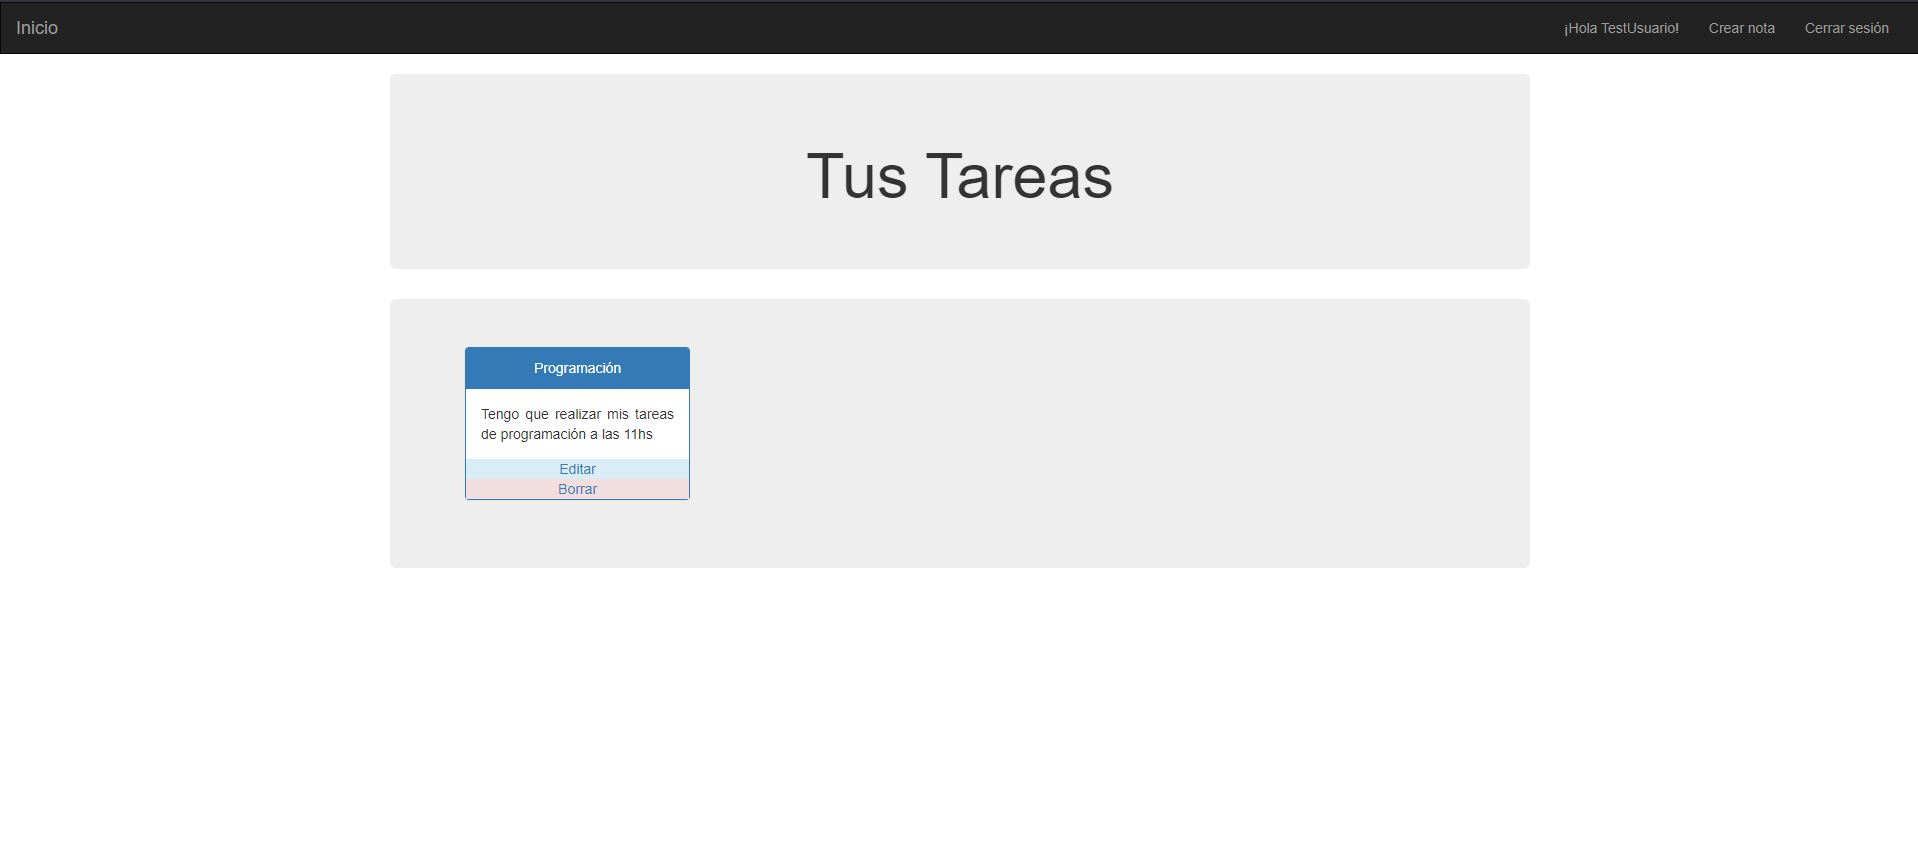 Inicio
¡Hola TestUsuario!
Crear nota
Cerrar sesión
Tus Tareas
Programación
Tengo que realizar mis tareas
de programación a las 11hs
Editar
Borrar